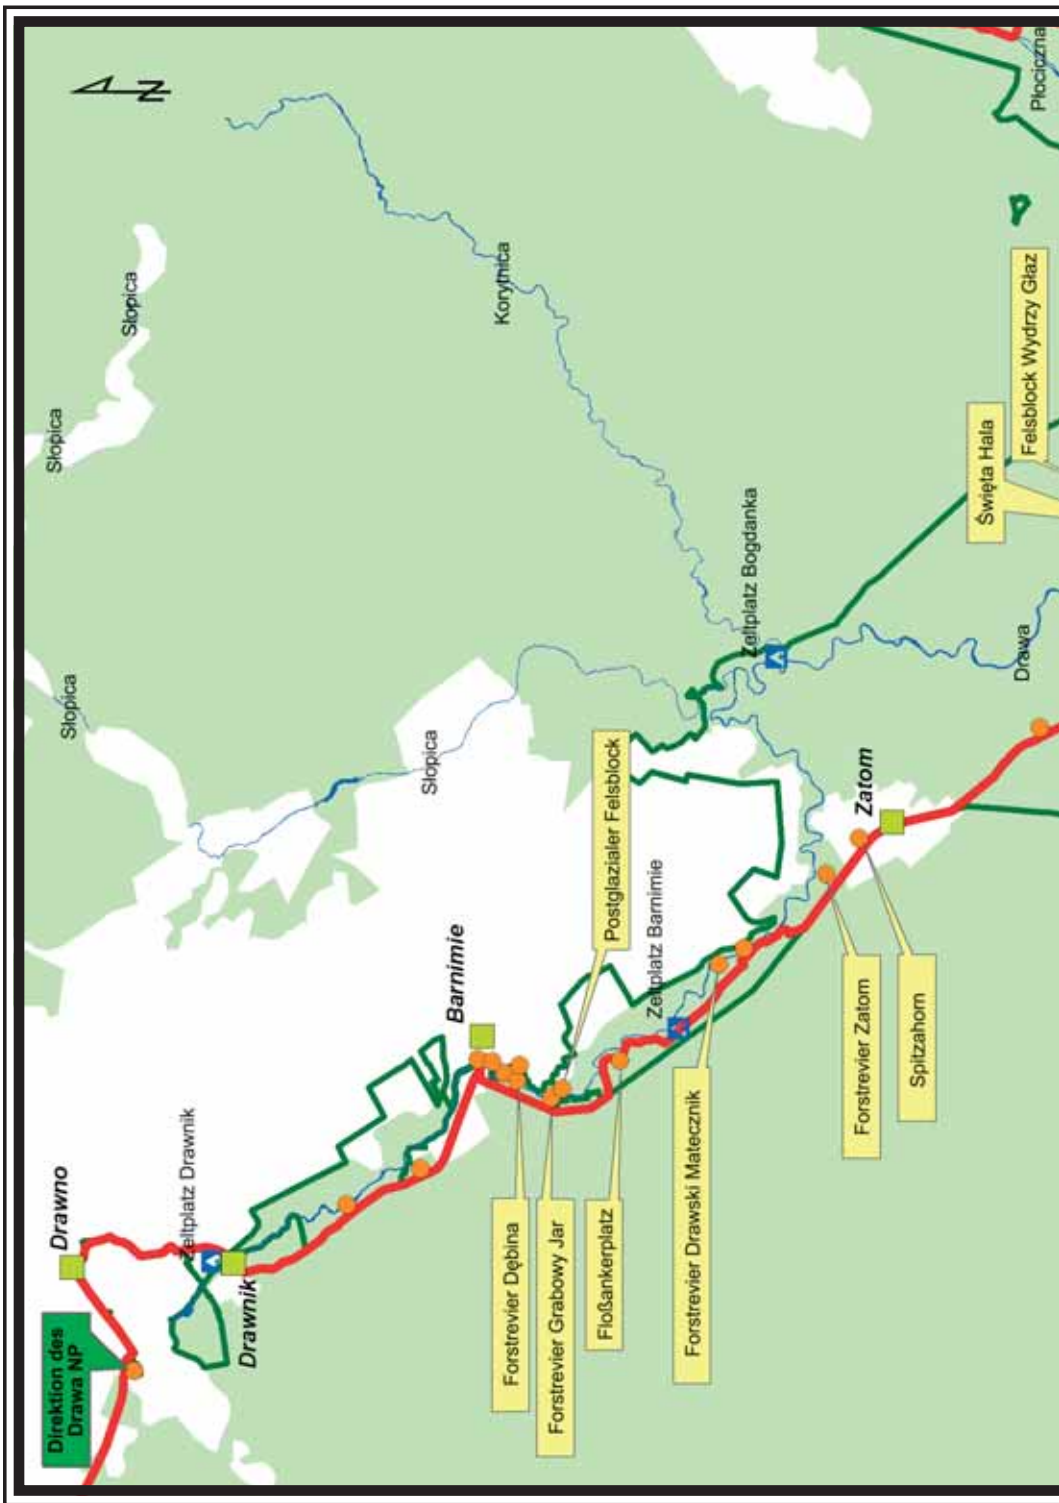 Direktion des
Drawa NP
Drawno
Słopica
Słopica
Słopica
N
Zeltplatz Drawnik
Drawnik
Słopica
Barnimie
Korytnica
Forstrevier Dębina
Forstrevier Grabowy Jar
Floßankerplatz
Postglazialer Felsblock
Zeltplatz Barnimie
Forstrevier Drawski Matecznik
Zeltplatz Bogdanka
Zatom
Forstrevier Zatom
Spitzahorn
Święta Hala
Drawa
Felsblock Wydrzy Głaz
Płociczna